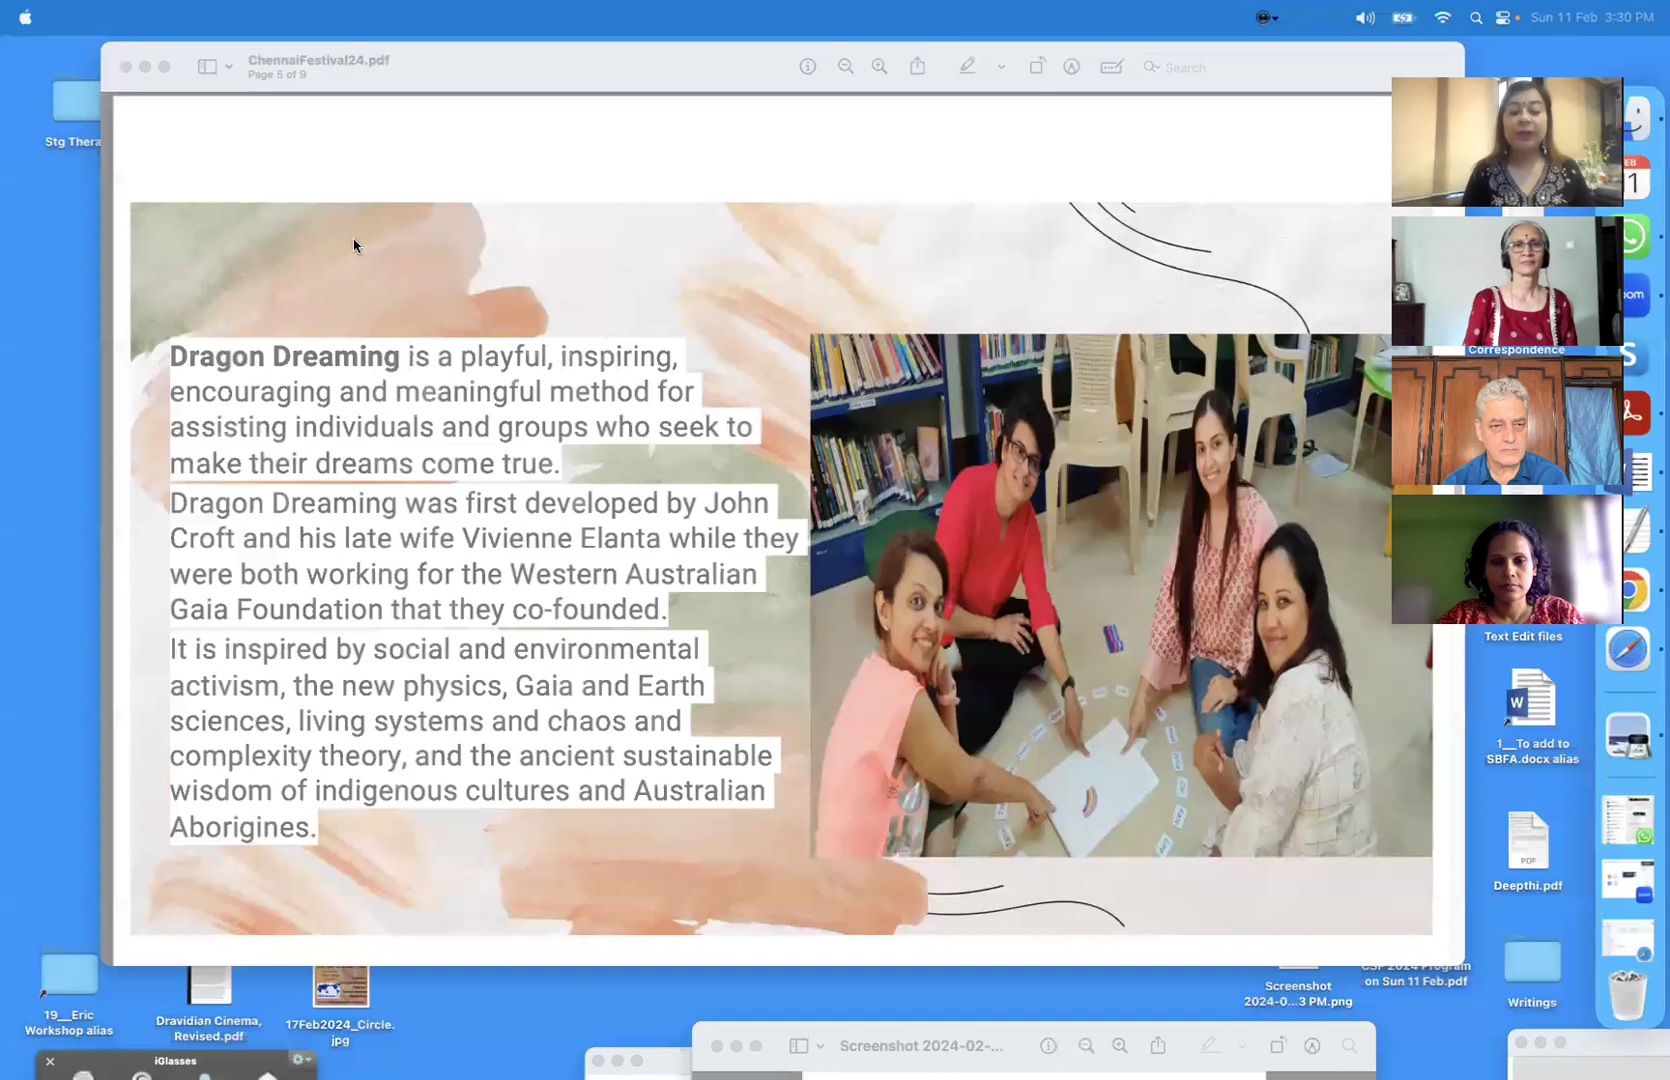 Sun 11 Feb 3:30 PM
ChennaiFestival24.pdf
Page 5 of 9
Search
Stg Thera
FEB
11
Dragon Dreaming is a playful, inspiring,
encouraging and meaningful method for
assisting individuals and groups who seek to
make their dreams come true.
Dragon Dreaming was first developed by John
Croft and his late wife Vivienne Elanta while they
were both working for the Western Australian
Gaia Foundation that they co-founded.
It is inspired by social and environmental
activism, the new physics, Gaia and Earth
sciences, living systems and chaos and
complexity theory, and the ancient sustainable
wisdom of indigenous cultures and Australian
Aborigines.
oom
Correspondence
S
Text Edit files
W
1__To add to
SBFA.docx alias
PDF
Deepthi.pdf
CSF 2024 Program
on Sun 11 Feb.pdf
Screenshot
2024-0...3 PM.png
Writings
19__Eric
Workshop alias
Dravidian Cinema,
Revised.pdf
17Feb2024_Circle.
jpg
iGlasses
Screenshot 2024-02-...